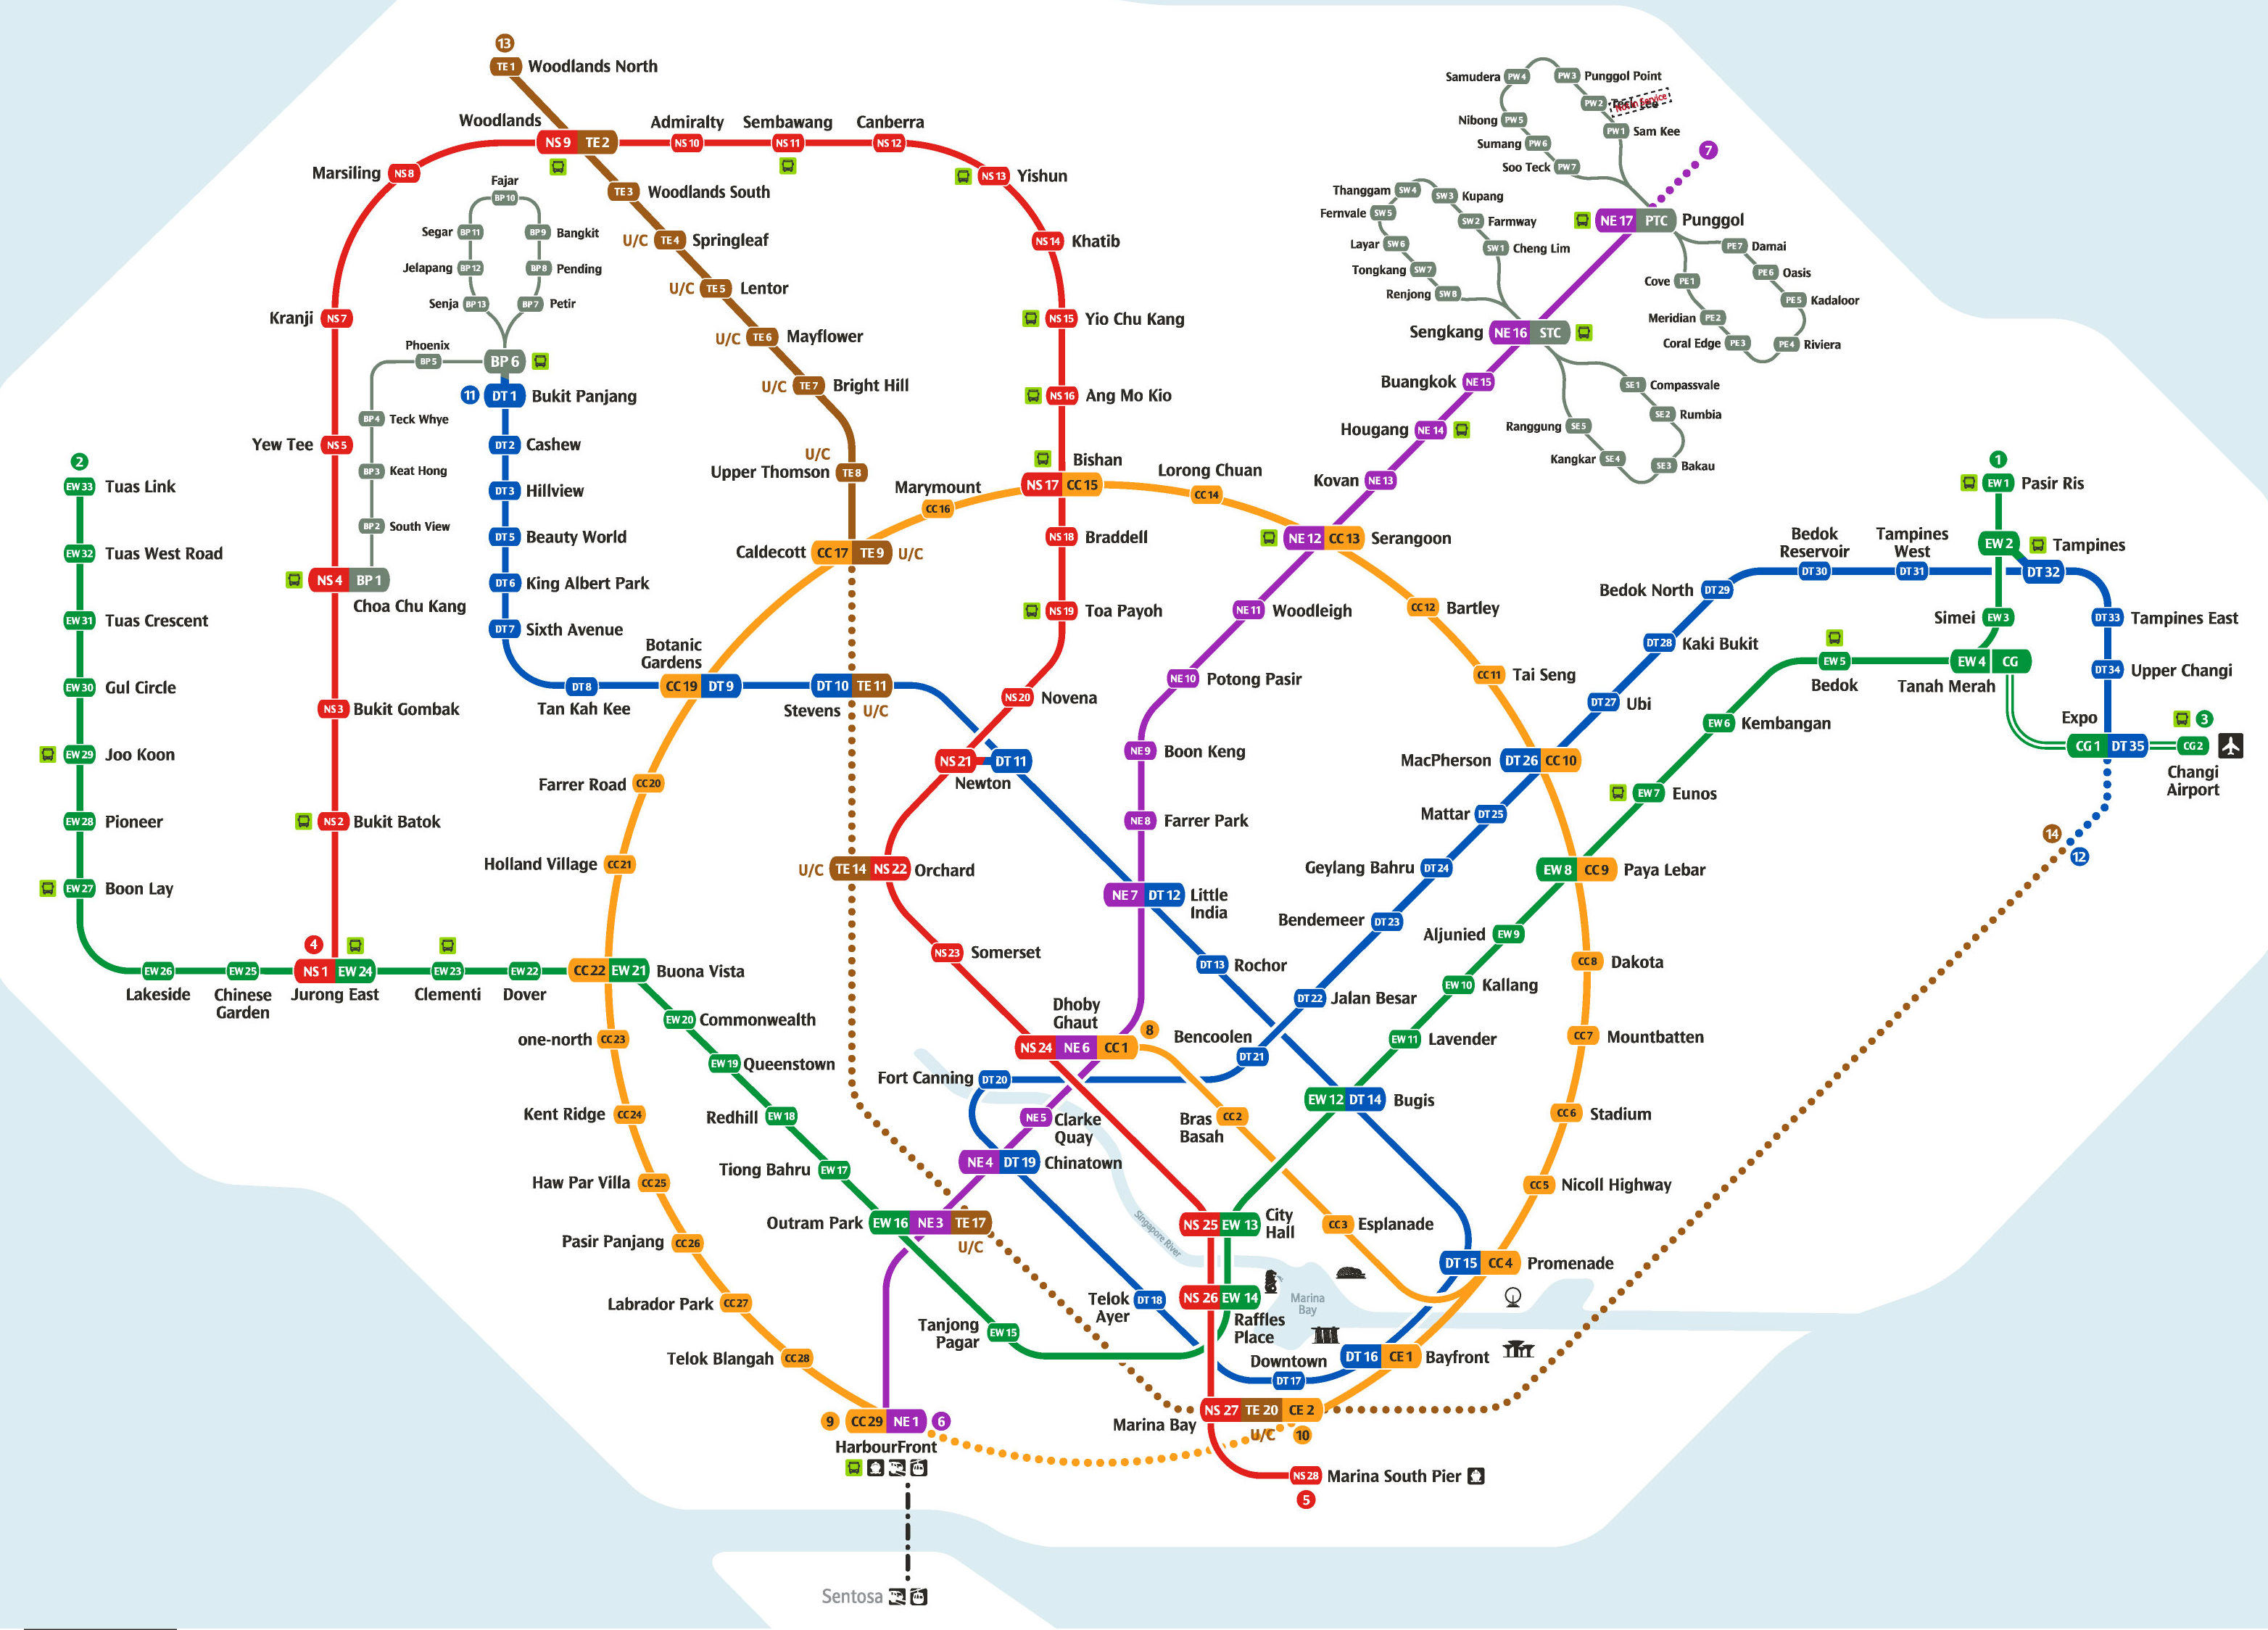 13
TE 1 Woodlands North
Woodlands
NS 9 TE 2
Admiralty
NS 10
Sembawang
NS 11
Canberra
NS 12
NS 13 Yishun
NS 14 Khatib
NS 15 Yio Chu Kang
NS 16 Ang Mo Kio
Bishan
NS 17 CC 15
NS 18 Braddell
NS 19 Toa Payoh
NS 20 Novena
NS 21 DT 11
Newton
U/C TE 14 NS 22 Orchard
NS 23 Somerset
Dhoby
Ghaut
NS 24 NE 6 CC 1
8
NS 25 EW 13 City
Hall
NS 26 EW 14
Raffles
Place
NS 27 TE 20 CE 2
Marina Bay
U/C
10
NS 28 Marina South Pier
5
Marsiling NS 8
Kranji NS 7
Yew Tee NS 5
NS 4 BP 1
Choa Chu Kang
NS 3 Bukit Gombak
NS 2 Bukit Batok
4
NS 1 EW 24
Jurong East
Fajar
BP 10
Segar BP 11
BP 9 Bangkit
Jelapang BP 12
BP 8 Pending
Senja BP 13
BP 7 Petir
Phoenix
BP 5
BP 6
BP 4 Teck Whye
BP 3 Keat Hong
BP 2 South View
11 DT 1 Bukit Panjang
DT 2 Cashew
DT 3 Hillview
DT 5 Beauty World
DT 6 King Albert Park
DT 7 Sixth Avenue
DT 8
Tan Kah Kee
Botanic
Gardens
CC 19 DT 9
DT 10 TE 11
Stevens U/C
TE 3 Woodlands South
U/C TE 4 Springleaf
U/C TE 5 Lentor
U/C TE 6 Mayflower
U/C TE 7 Bright Hill
U/C
Upper Thomson TE 8
Caldecott CC 17 TE 9 U/C
Marymount
CC 16
Lorong Chuan
CC 14
NE 12 CC 13 Serangoon
CC 12 Bartley
CC 11 Tai Seng
MacPherson DT 26 CC 10
EW 8 CC 9 Paya Lebar
CC 8 Dakota
CC 7 Mountbatten
CC 6 Stadium
CC 5 Nicoll Highway
DT 15 CC 4 Promenade
CC 3 Esplanade
Bras
Basah
CC 2
DT 16 CE 1 Bayfront
Downtown
DT 17
Telok
Ayer
DT 18
NE 4 DT 19 Chinatown
Fort Canning DT 20
Bencoolen
DT 21
DT 22 Jalan Besar
Bendemeer DT 23
Geylang Bahru DT 24
Mattar DT 25
DT 27 Ubi
DT 28 Kaki Bukit
Bedok North DT 29
Bedok
Reservoir
DT 30
Tampines
West
DT 31
DT 32
DT 33 Tampines East
DT 34 Upper Changi
Expo
CG 1 DT 35
3
CG 2
Changi
Airport
14
12
NE 7 DT 12 Little
India
DT 13 Rochor
EW 12 DT 14 Bugis
7
NE 17 PTC Punggol
Sengkang NE 16 STC
Buangkok NE 15
Hougang NE 14
Kovan NE 13
NE 11 Woodleigh
NE 10 Potong Pasir
NE 9 Boon Keng
NE 8 Farrer Park
NE 5 Clarke
Quay
Outram Park EW 16 NE 3 TE 17
U/C
9 CC 29 NE 1 6
HarbourFront
Sentosa
Samudera PW 4
PW 3 Punggol Point
PW 2
Not in Service
PW 1 Sam Kee
Nibong PW 5
Sumang PW 6
Soo Teck PW 7
Thanggam SW 4
SW 3 Kupang
Fernvale SW 5
SW 2 Farmway
Layar SW 6
SW 1 Cheng Lim
Tongkang SW 7
Renjong SW 8
PE 7 Damai
PE 6 Oasis
Cove PE 1
PE 5 Kadaloor
Meridian PE 2
Coral Edge PE 3
PE 4 Riviera
SE 1 Compassvale
SE 2 Rumbia
Ranggung SE 5
Kangkar SE 4
SE 3 Bakau
1
EW 1 Pasir Ris
EW 2 Tampines
Simei EW 3
EW 4 CG
Tanah Merah
EW 5
Bedok
EW 6 Kembangan
EW 7 Eunos
Aljunied EW 9
EW 10 Kallang
EW 11 Lavender
Tanjong
Pagar
EW 15
Tiong Bahru EW 17
Redhill EW 18
EW 19 Queenstown
EW 20 Commonwealth
CC 22 EW 21 Buona Vista
EW 22
Dover
EW 23
Clementi
EW 25
Chinese
Garden
EW 26
Lakeside
EW 27 Boon Lay
EW 28 Pioneer
EW 29 Joo Koon
EW 30 Gul Circle
EW 31 Tuas Crescent
EW 32 Tuas West Road
EW 33 Tuas Link
2
Farrer Road CC 20
Holland Village CC 21
one-north CC 23
Kent Ridge CC 24
Haw Par Villa CC 25
Pasir Panjang CC 26
Labrador Park CC 27
Telok Blangah CC 28
Singapore River
Marina
Bay